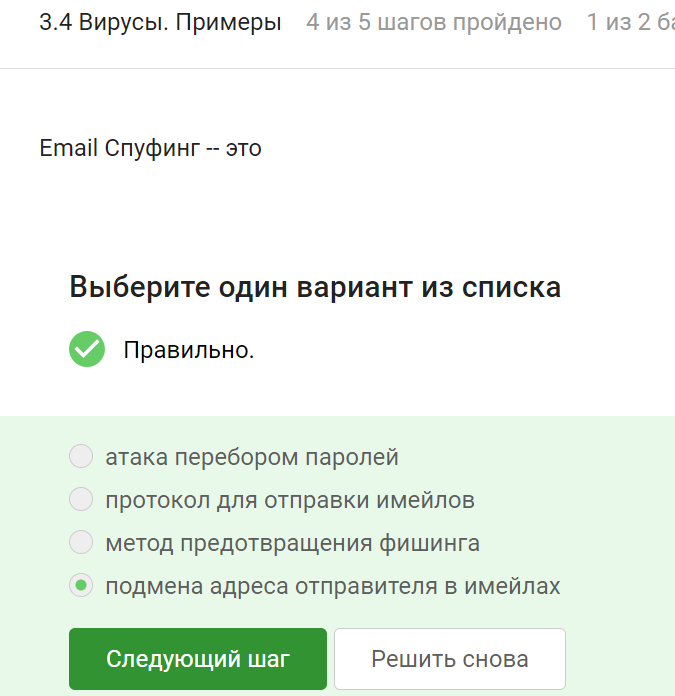 3.4 Вирусы. Примеры 4 из 5 шагов пройдено 1 из 2
Email Спуфинг -- это
Выберите один вариант из списка
Правильно.
атака перебором паролей
протокол для отправки имейлов
метод предотвращения фишинга
подмена адреса отправителя в имейлах
Следующий шаг Решить снова